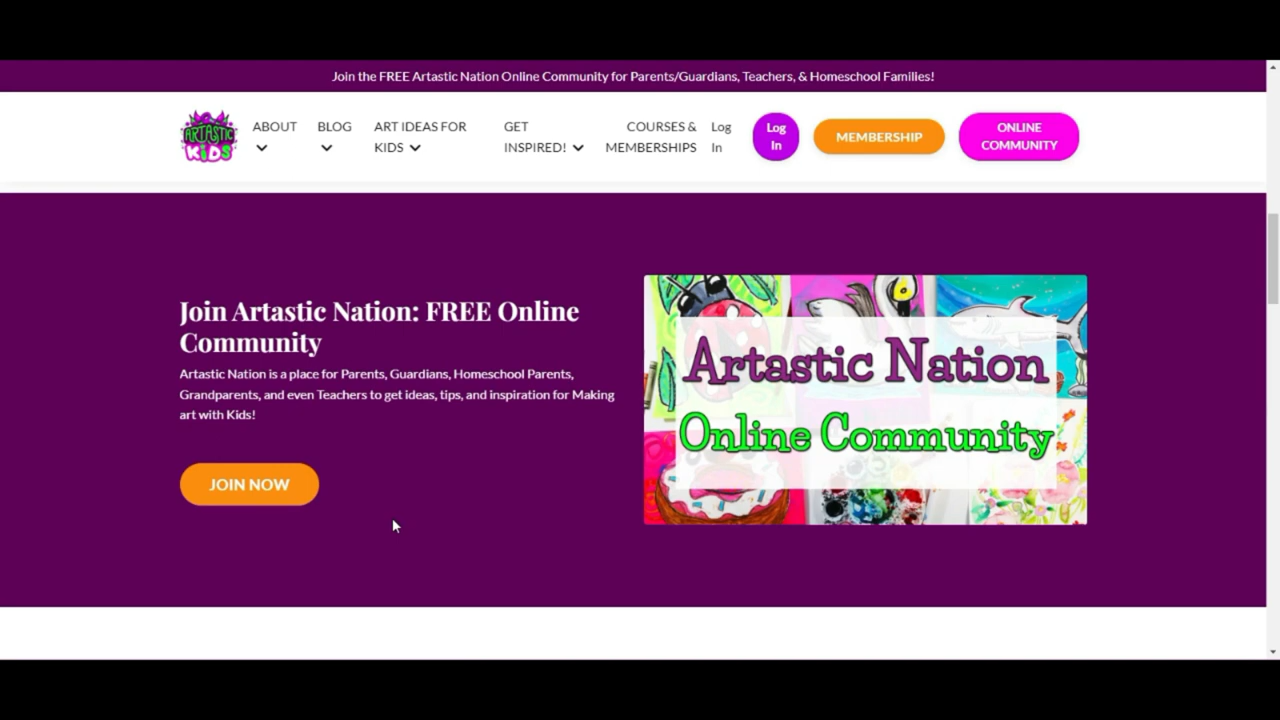 Join the FREE Artastic Nation Online Community for Parents/Guardians, Teachers, & Homeschool Families!
ARTASTIC
KIDS
ABOUT
BLOG
ART IDEAS FOR
KIDS
GET
INSPIRED!
COURSES &
MEMBERSHIPS
Log
In
Log
In
MEMBERSHIP
ONLINE
COMMUNITY
Join Artastic Nation: FREE Online
Community
Artastic Nation is a place for Parents, Guardians, Homeschool Parents,
Grandparents, and even Teachers to get ideas, tips, and inspiration for Making
art with Kids!
JOIN NOW
Artastic Nation
Online Community